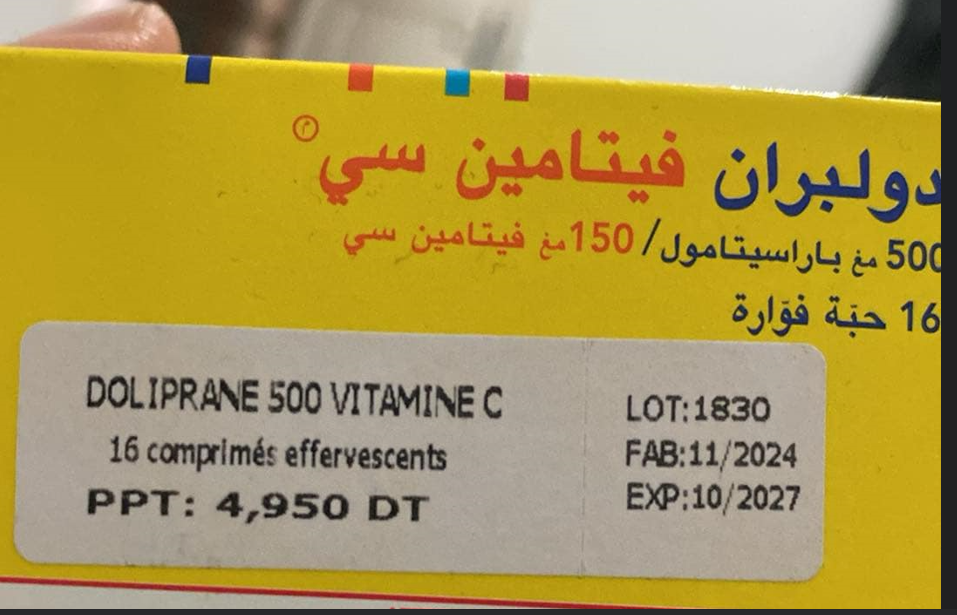 دولبران فيتامين سي
500 مغ باراسيتامول/150 مغ فيتامين سي
16 حبّة فوّارة
DOLIPRANE 500 VITAMINE C
16 comprimés effervescents
PPT: 4,950 DT
LOT:1830
FAB:11/2024
EXP:10/2027